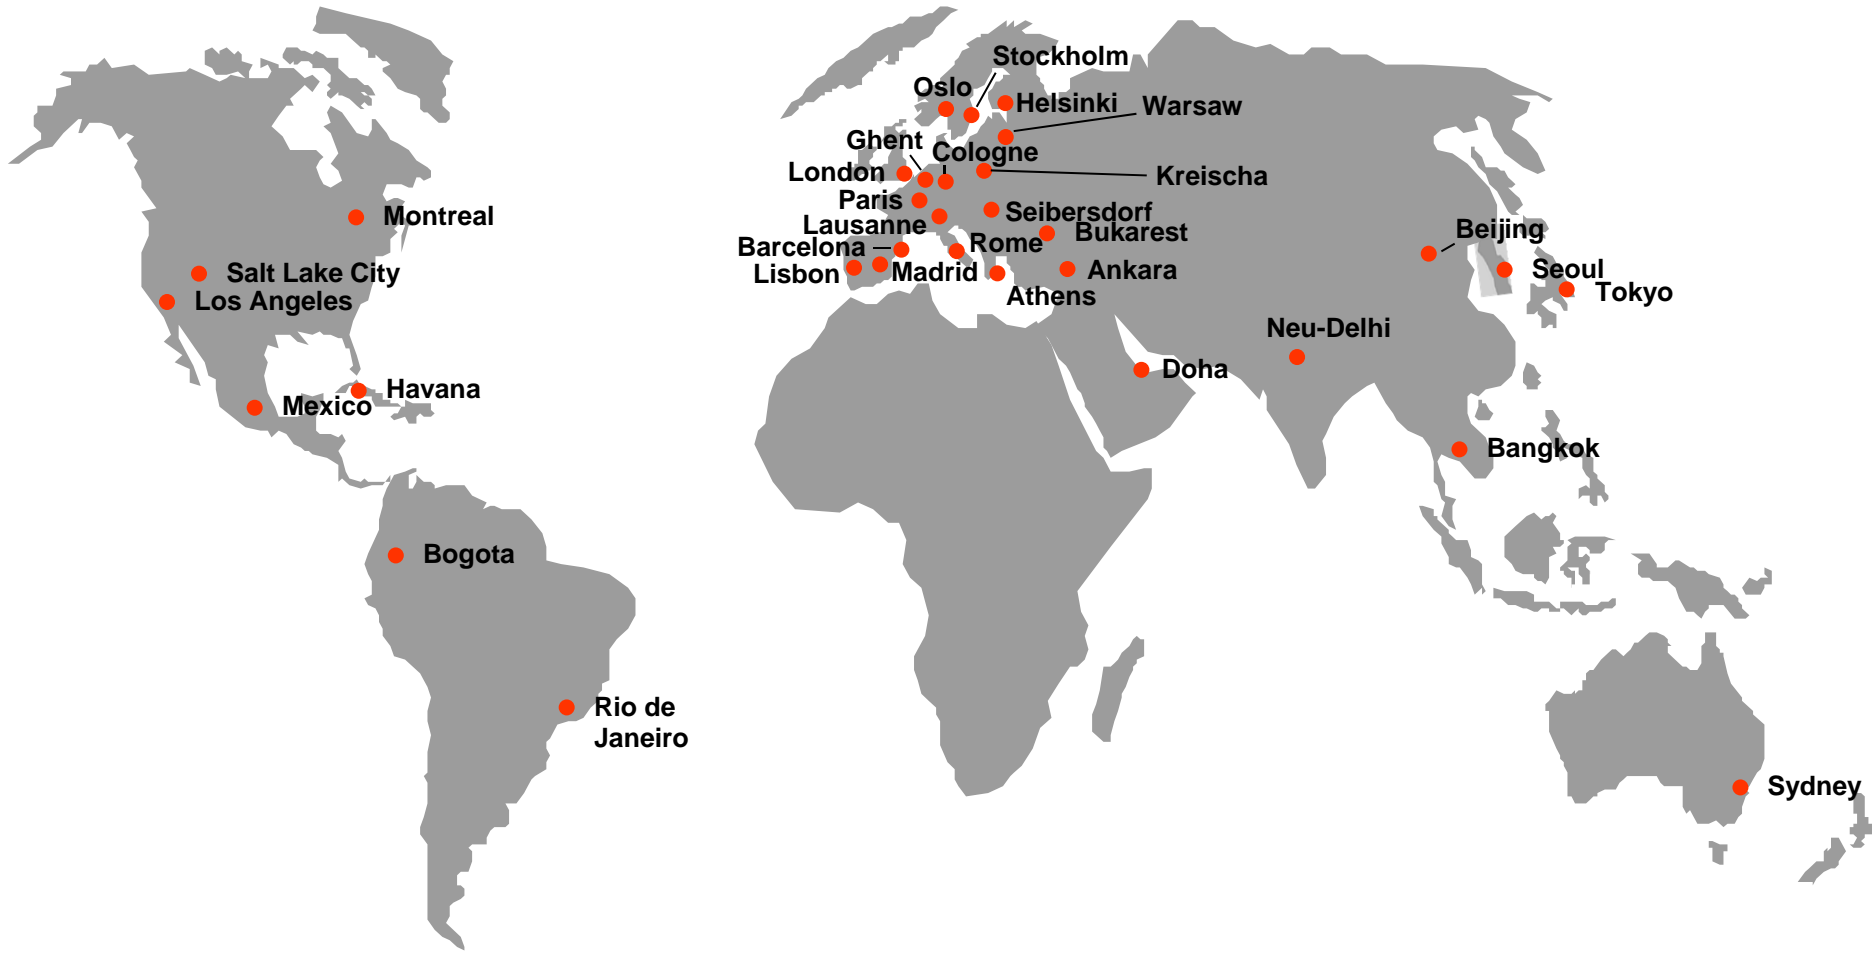 Stockholm
Oslo
Helsinki
Warsaw
Ghent
Cologne
London
Kreischa
Paris
Seibersdorf
Montreal
Lausanne
Bukarest
Beijing
Barcelona
Rome
Salt Lake City
Lisbon
Madrid
Ankara
Seoul
Los Angeles
Athens
Tokyo
Neu-Delhi
Doha
Havana
Mexico
Bangkok
Bogota
Rio de
Janeiro
Sydney